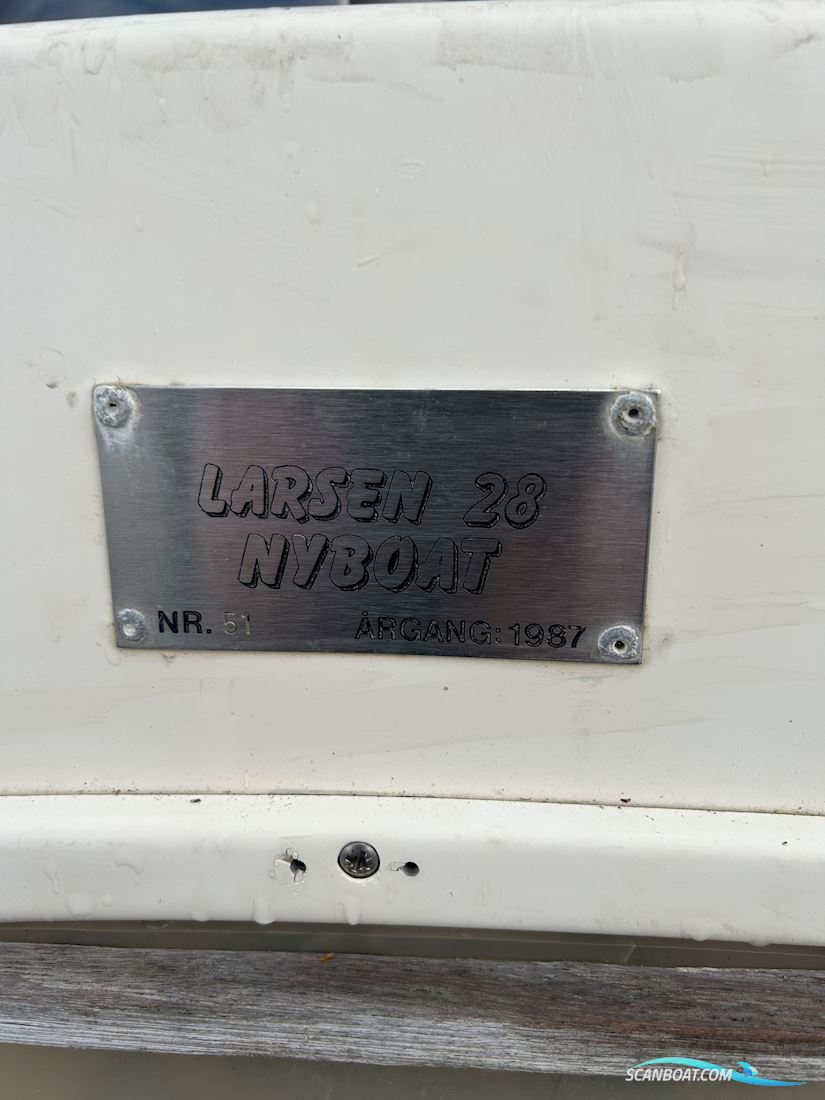 LARSEN 28
NYBOAT
NR. 51 ÅRGANG: 1987
SCANBOAT.COM